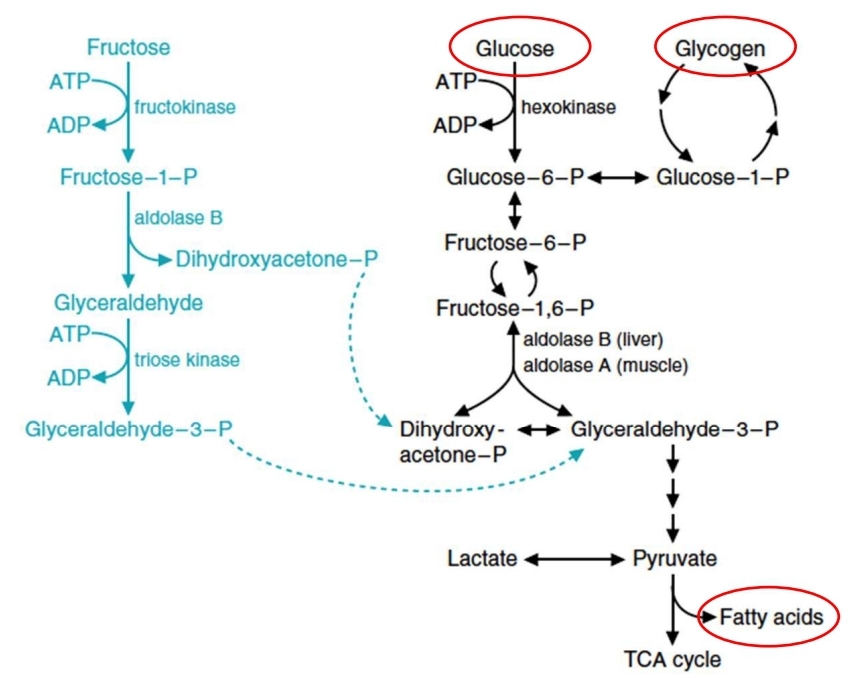 Fructose
ATP
fructokinase
ADP
Fructose–1–P
aldolase B
Dihydroxyacetone–P
Glyceraldehyde
ATP
triose kinase
ADP
Glyceraldehyde–3–P
Glucose
Glycogen
ATP
hexokinase
ADP
Glucose–6–P
Glucose–1–P
Fructose–6–P
Fructose–1,6–P
aldolase B (liver)
aldolase A (muscle)
Dihydroxy-
acetone–P
Glyceraldehyde–3–P
Lactate
Pyruvate
Fatty acids
TCA cycle